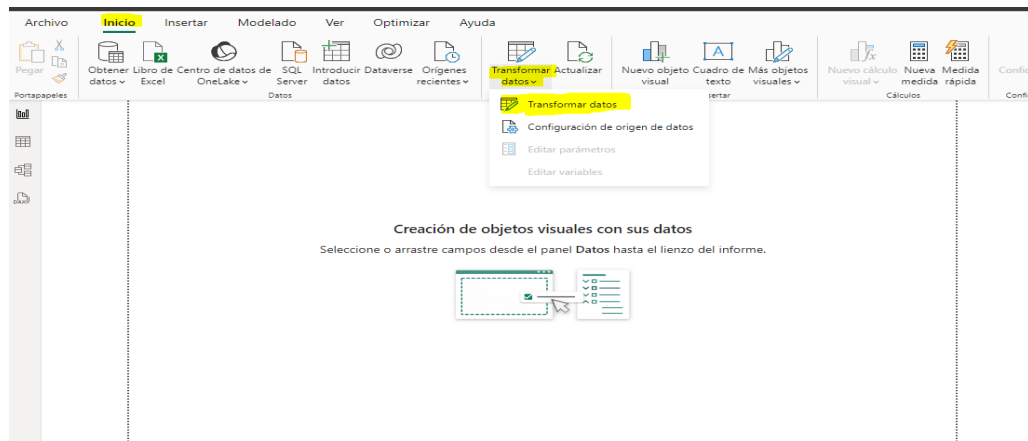 Archivo Inicio Insertar Modelado Ver Optimizar Ayuda
Pegar
Obtener datos
Libro de Excel
Centro de datos de OneLake
SQL Server
Introducir datos
Dataverse
Orígenes recientes
Transformar datos
Actualizar
Nuevo objeto visual
Cuadro de texto
Más objetos visuales
Nuevo cálculo visual
Nueva medida
Medida rápida
Portapapeles
Datos
Cálculos
Transformar datos
Configuración de origen de datos
Editar parámetros
Editar variables
DAX
Creación de objetos visuales con sus datos
Seleccione o arrastre campos desde el panel Datos hasta el lienzo del informe.